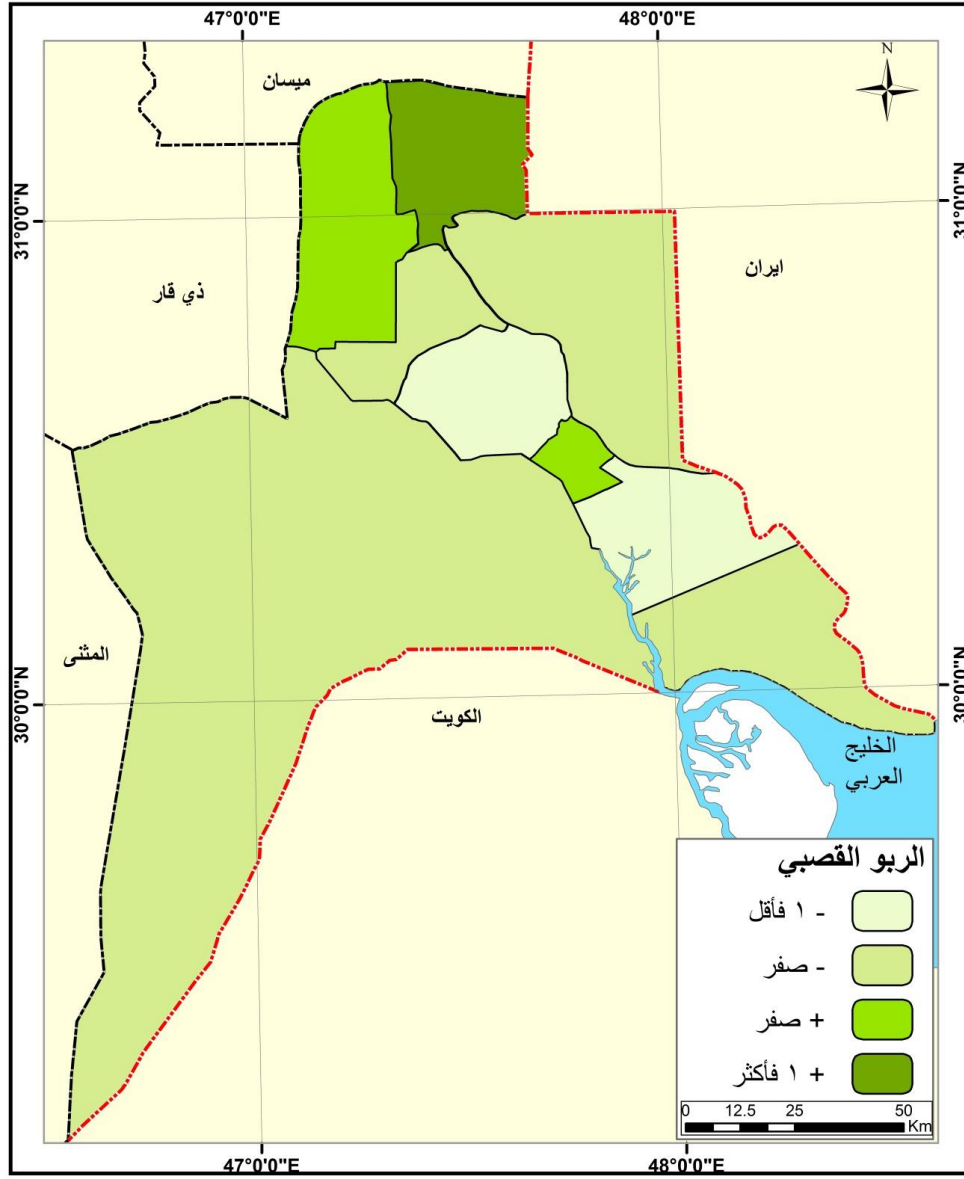 47°0'0"E
48°0'0"E
N
ميسان
31°0'0"N
31°0'0"N
ايران
ذي قار
المثنى
30°0'0"N
30°0'0"N
الكويت
الخليج
العربي
الربو القصبي
- ١ فأقل
- صفر
+ صفر
+ ١ فأكثر
0 12.5 25 50
Km
47°0'0"E
48°0'0"E